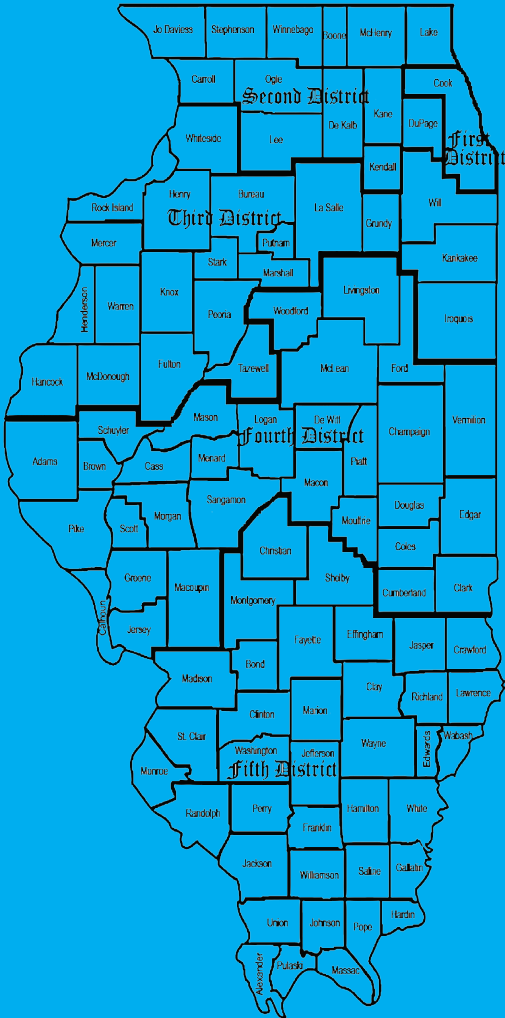 Jo Daviess
Stephenson
Winnebago
Boone
McHenry
Lake
Carroll
Ogle
Cook
Second District
Kane
DuPage
De Kalb
Whiteside
Lee
First
District
Kendall
Henry
Bureau
Will
Rock Island
La Salle
Third District
Grundy
Mercer
Putnam
Kankakee
Stark
Marshall
Henderson
Warren
Knox
Livingston
Peoria
Woodford
Iroquois
Hancock
McDonough
Fulton
Tazewell
McLean
Ford
Vermilion
Mason
Logan
De Witt
Schuyler
Fourth District
Champaign
Adams
Brown
Cass
Menard
Piatt
Macon
Sangamon
Douglas
Edgar
Pike
Scott
Morgan
Moultrie
Coles
Christian
Greene
Macoupin
Shelby
Cumberland
Clark
Montgomery
Calhoun
Jersey
Fayette
Effingham
Jasper
Crawford
Bond
Madison
Clay
Richland
Lawrence
Clinton
Marion
St. Clair
Washington
Jefferson
Wayne
Edwards
Wabash
Fifth District
Monroe
Randolph
Perry
Hamilton
White
Franklin
Jackson
Williamson
Saline
Gallatin
Union
Johnson
Pope
Hardin
Alexander
Pulaski
Massac